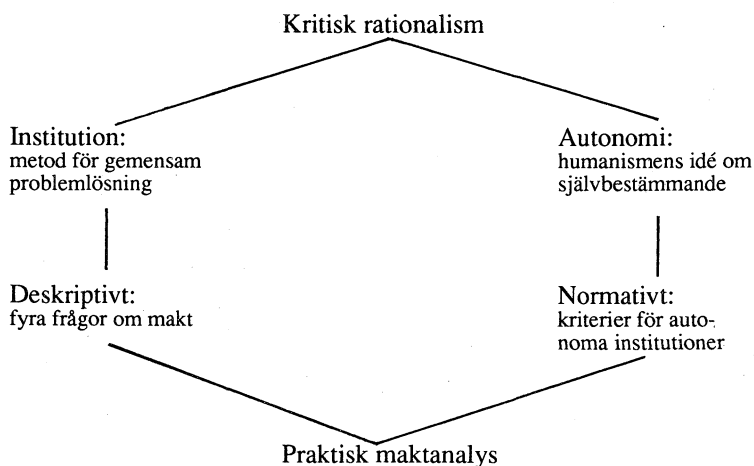 Kritisk rationalism
Institution:
metod för gemensam
problemlösning
Autonomi:
humanismens idé om
självbestämmande
Deskriptivt:
fyra frågor om makt
Normativt:
kriterier för auto-
noma institutioner
Praktisk maktanalys